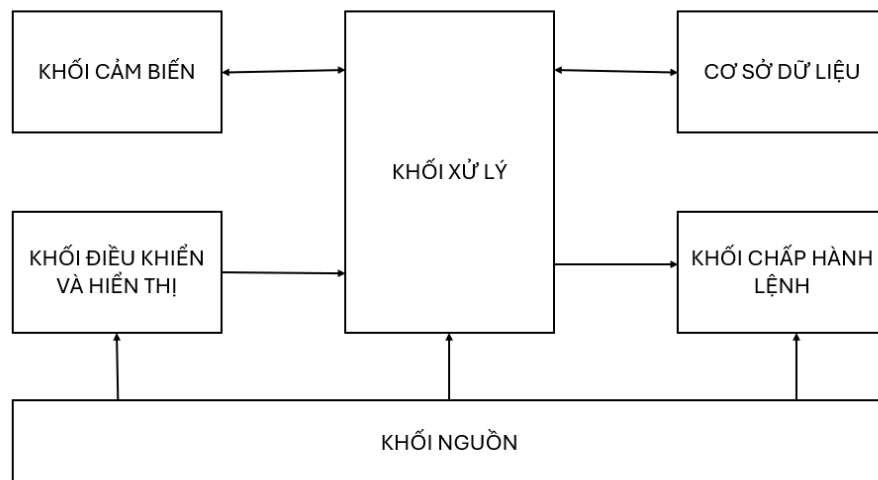 KHỐI CẢM BIẾN
CƠ SỞ DỮ LIỆU
KHỐI XỬ LÝ
KHỐI ĐIỀU KHIỂN
VÀ HIỂN THỊ
KHỐI CHẤP HÀNH
LỆNH
KHỐI NGUỒN